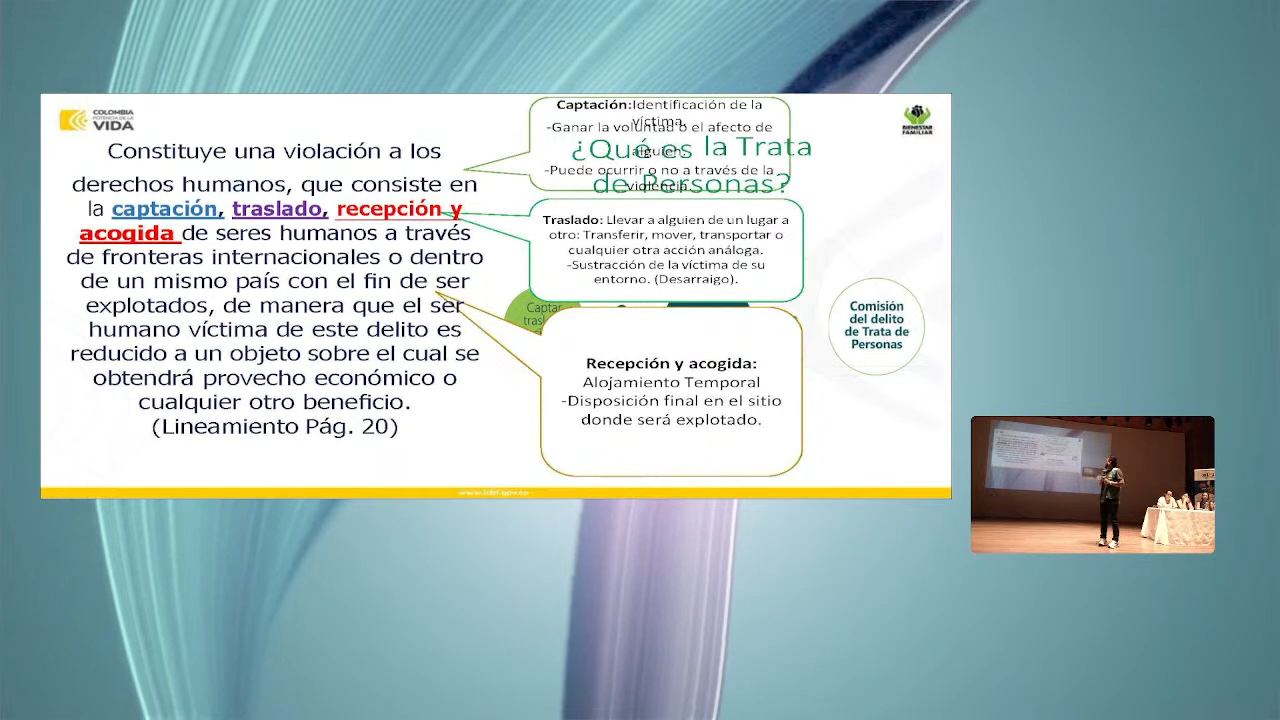 COLOMBIA
POTENCIA DE LA
VIDA
BIENESTAR
FAMILIAR
¿Qué es la Trata
de Personas?
Constituye una violación a los
derechos humanos, que consiste en
la captación, traslado, recepción y
acogida de seres humanos a través
de fronteras internacionales o dentro
de un mismo país con el fin de ser
explotados, de manera que el ser
humano víctima de este delito es
reducido a un objeto sobre el cual se
obtendrá provecho económico o
cualquier otro beneficio.
(Lineamiento Pág. 20)
Captación:Identificación de la
víctima.
-Ganar la voluntad o el afecto de
alguien.
-Puede ocurrir o no a través de la
violencia.
Traslado: Llevar a alguien de un lugar a
otro: Transferir, mover, transportar o
cualquier otra acción análoga.
-Sustracción de la víctima de su
entorno. (Desarraigo).
Captar
Recepción y acogida:
Alojamiento Temporal
-Disposición final en el sitio
donde será explotado.
Comisión
del delito
de Trata de
Personas
www.icbf.gov.co